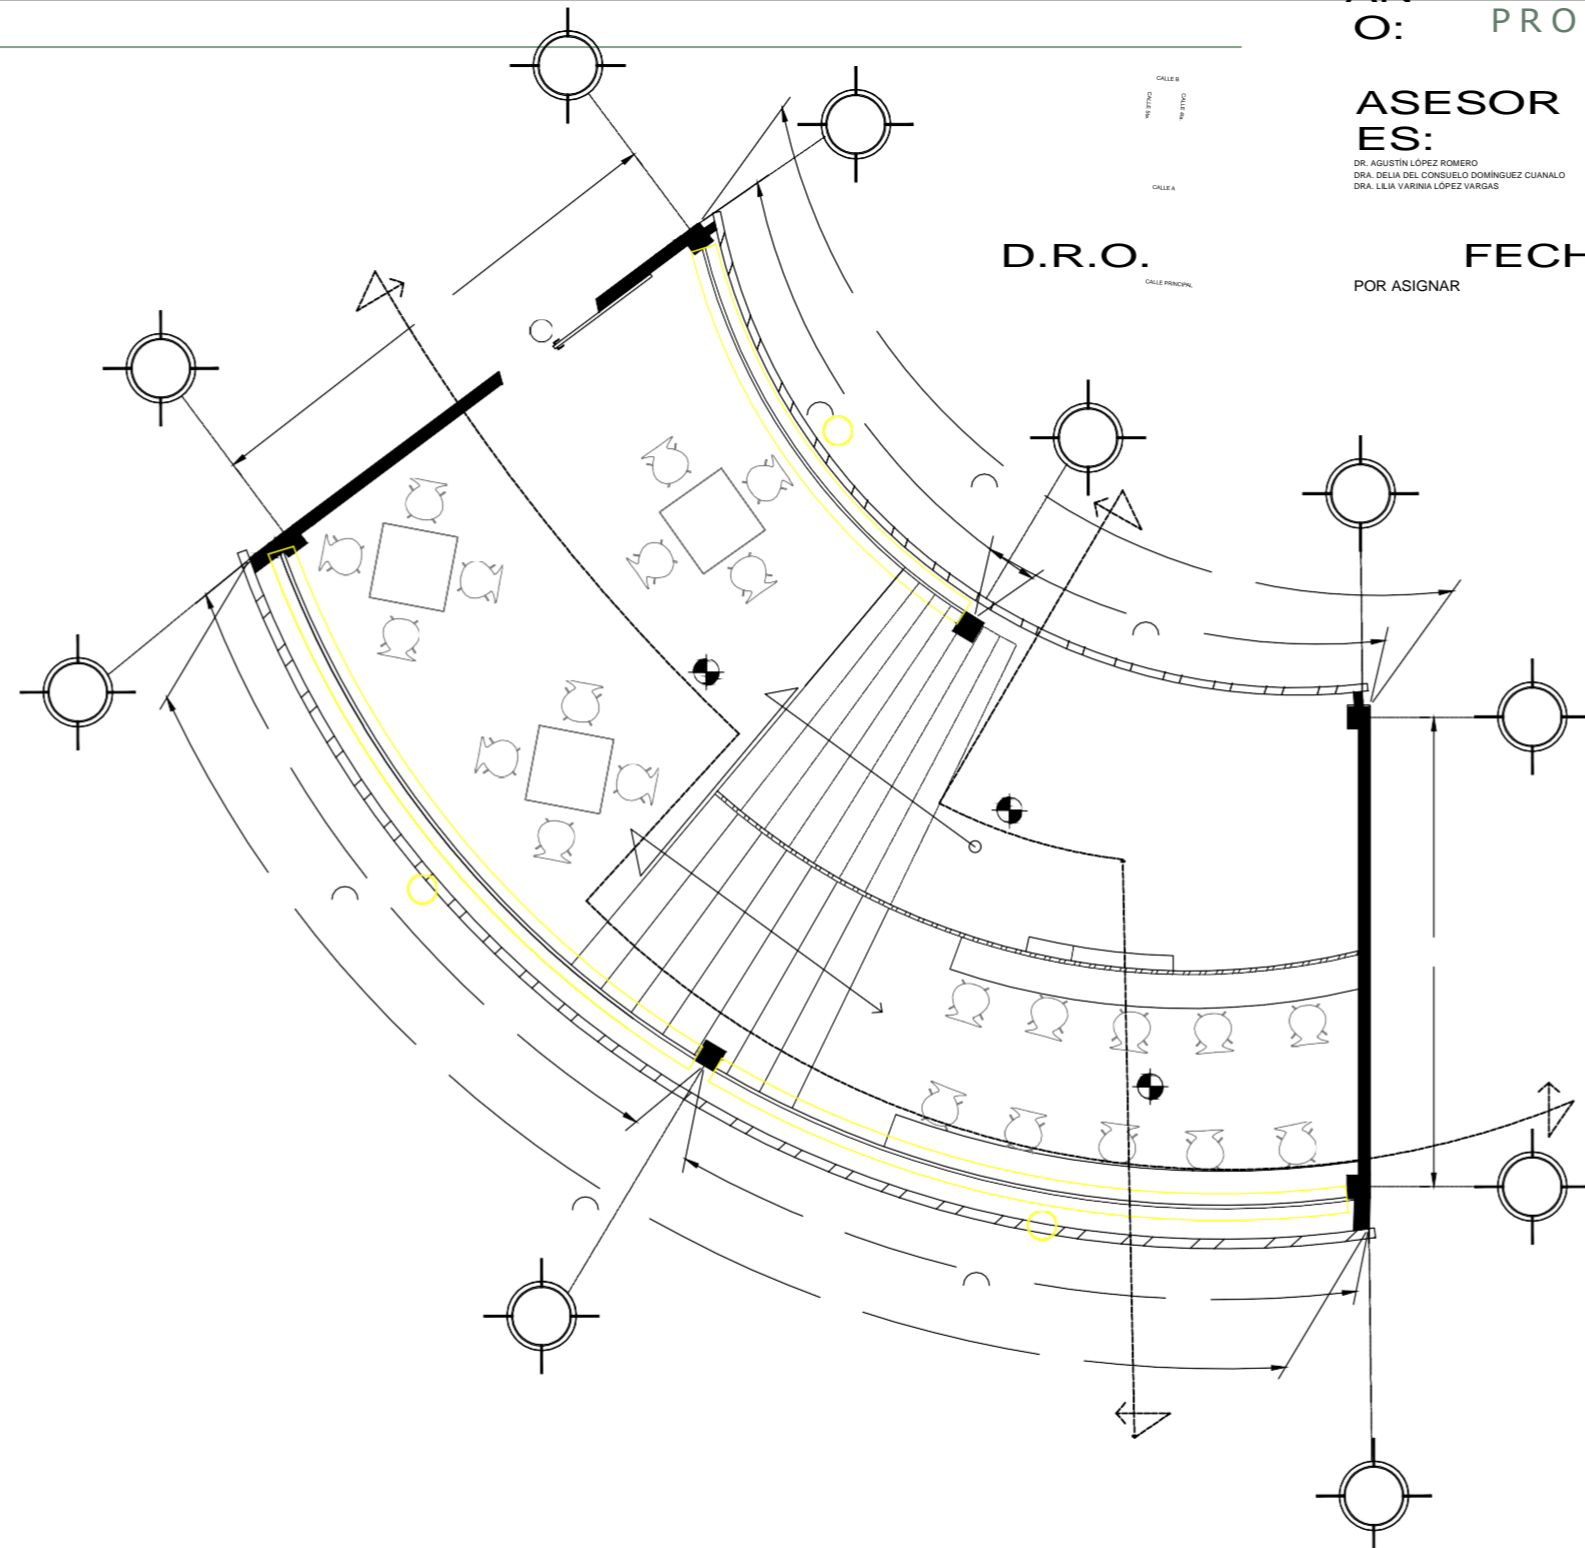 O:
PRO
CALLE B
CALLE A
ASESOR
ES:
DR. AGUSTÍN LÓPEZ ROMERO
DRA. DELIA DEL CONSUELO DOMÍNGUEZ CUANALO
DRA. LILIA VARINIA LÓPEZ VARGAS
D.R.O.
FECH
CALLE PRINCIPAL
POR ASIGNAR